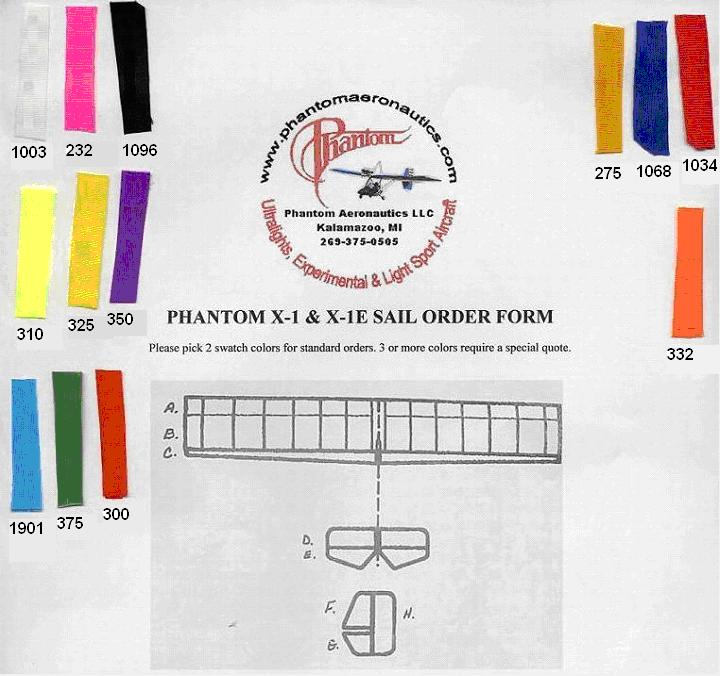 1003 232 1096
275 1068 1034
www.phantomaeronautics.com
Phantom
Phantom Aeronautics LLC
Kalamazoo, MI
269-375-0505
Ultralights, Experimental & Light Sport Aircraft
310 325 350
332
PHANTOM X-1 & X-1E SAIL ORDER FORM
Please pick 2 swatch colors for standard orders. 3 or more colors require a special quote.
1901 375 300
A.
B.
C.
D.
E.
F. H.
G.